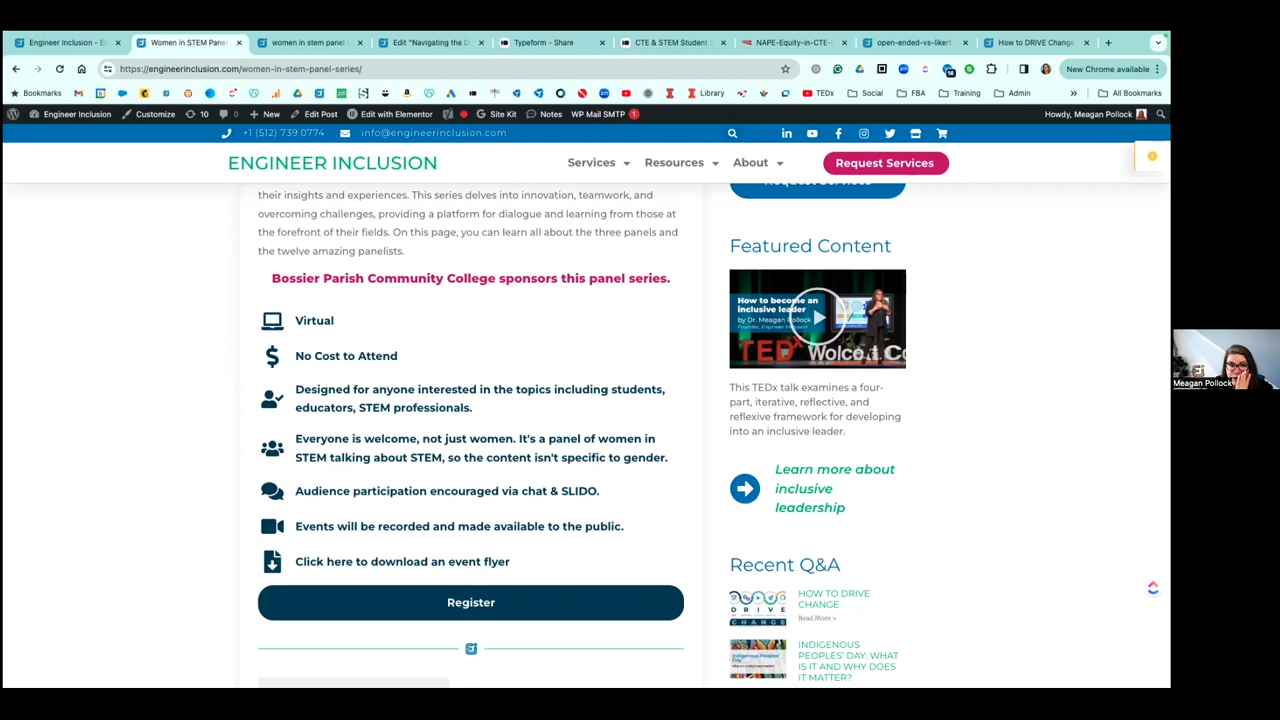 Engineer Inclusion - E
Women in STEM Pane
women in stem panel s
Edit "Navigating the D
Typeform - Share
CTE & STEM Student
NAPE-Equity-in-CTE-S
open-ended-vs-likert-
How to DRIVE Change
https://engineerinclusion.com/women-in-stem-panel-series/
New Chrome available
Bookmarks
Library
TEDx
Social
FBA
Training
Admin
All Bookmarks
Engineer Inclusion
Customize
10
0
New
Edit Post
Edit with Elementor
Site Kit
Notes
WP Mail SMTP 1
Howdy, Meagan Pollock
+1 (512) 739.0774
info@engineerinclusion.com
ENGINEER INCLUSION
Services
Resources
About
Request Services
their insights and experiences. This series delves into innovation, teamwork, and
overcoming challenges, providing a platform for dialogue and learning from those at
the forefront of their fields. On this page, you can learn all about the three panels and
the twelve amazing panelists.
Bossier Parish Community College sponsors this panel series.
Virtual
No Cost to Attend
Designed for anyone interested in the topics including students,
educators, STEM professionals.
Everyone is welcome, not just women. It's a panel of women in
STEM talking about STEM, so the content isn't specific to gender.
Audience participation encouraged via chat & SLIDO.
Events will be recorded and made available to the public.
Click here to download an event flyer
Register
Request Services
Featured Content
How to become an
inclusive leader
by Dr. Meagan Pollock
Founder, Engineer Inclusion
TEDx Wolcott Co
This TEDx talk examines a four-
part, iterative, reflective, and
reflexive framework for developing
into an inclusive leader.
Learn more about
inclusive
leadership
Recent Q&A
DRIVE
CHANGE
HOW TO DRIVE
CHANGE
Read More »
Indigenous
Peoples' Day
INDIGENOUS
PEOPLES' DAY: WHAT
IS IT AND WHY DOES
IT MATTER?
Meagan Pollock